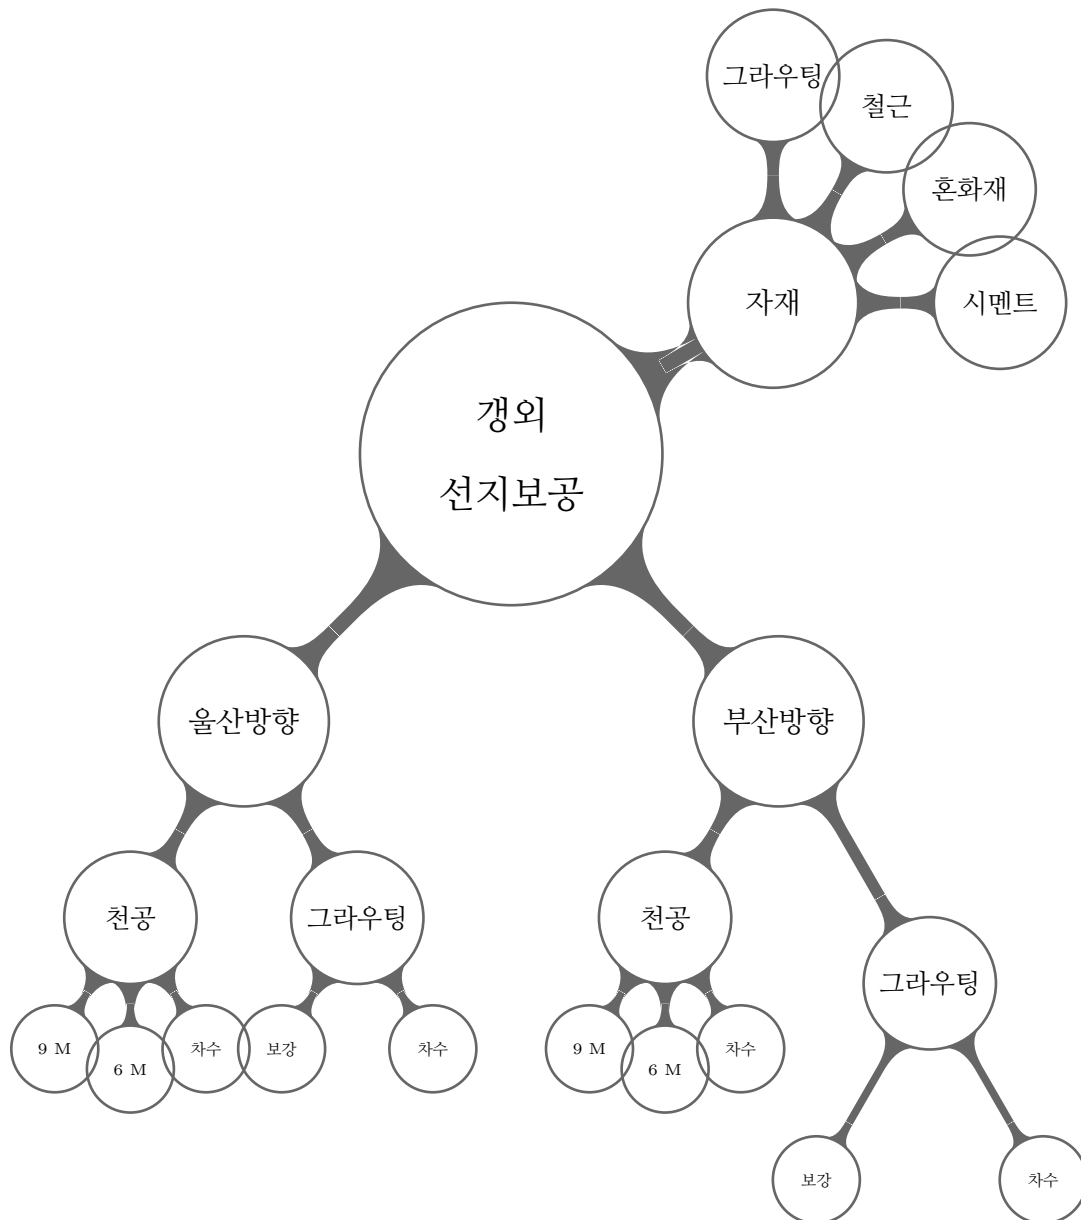 그라우팅
철근
혼화재
시멘트
자재
갱외
선지보공
울산방향
부산방향
천공
그라우팅
천공
그라우팅
9 M
6 M
차수
보강
차수
9 M
6 M
차수
보강
차수